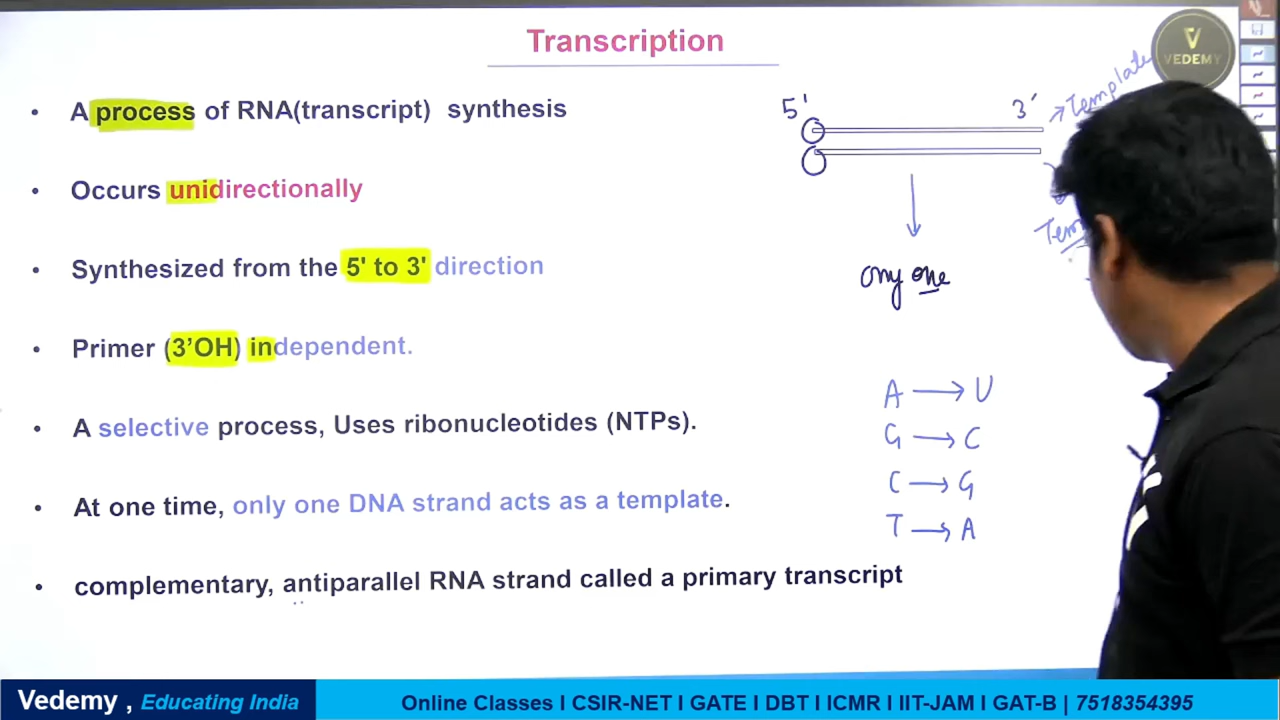 Transcription
VEDEMY
• A process of RNA(transcript) synthesis
• Occurs unidirectionally
• Synthesized from the 5' to 3' direction
• Primer (3’OH) independent.
• A selective process, Uses ribonucleotides (NTPs).
• At one time, only one DNA strand acts as a template.
• complementary, antiparallel RNA strand called a primary transcript
5' 3'
→ Template
only one
A → U
G → C
C → G
T → A
Vedemy , Educating India
Online Classes I CSIR-NET I GATE I DBT I ICMR I IIT-JAM I GAT-B | 7518354395